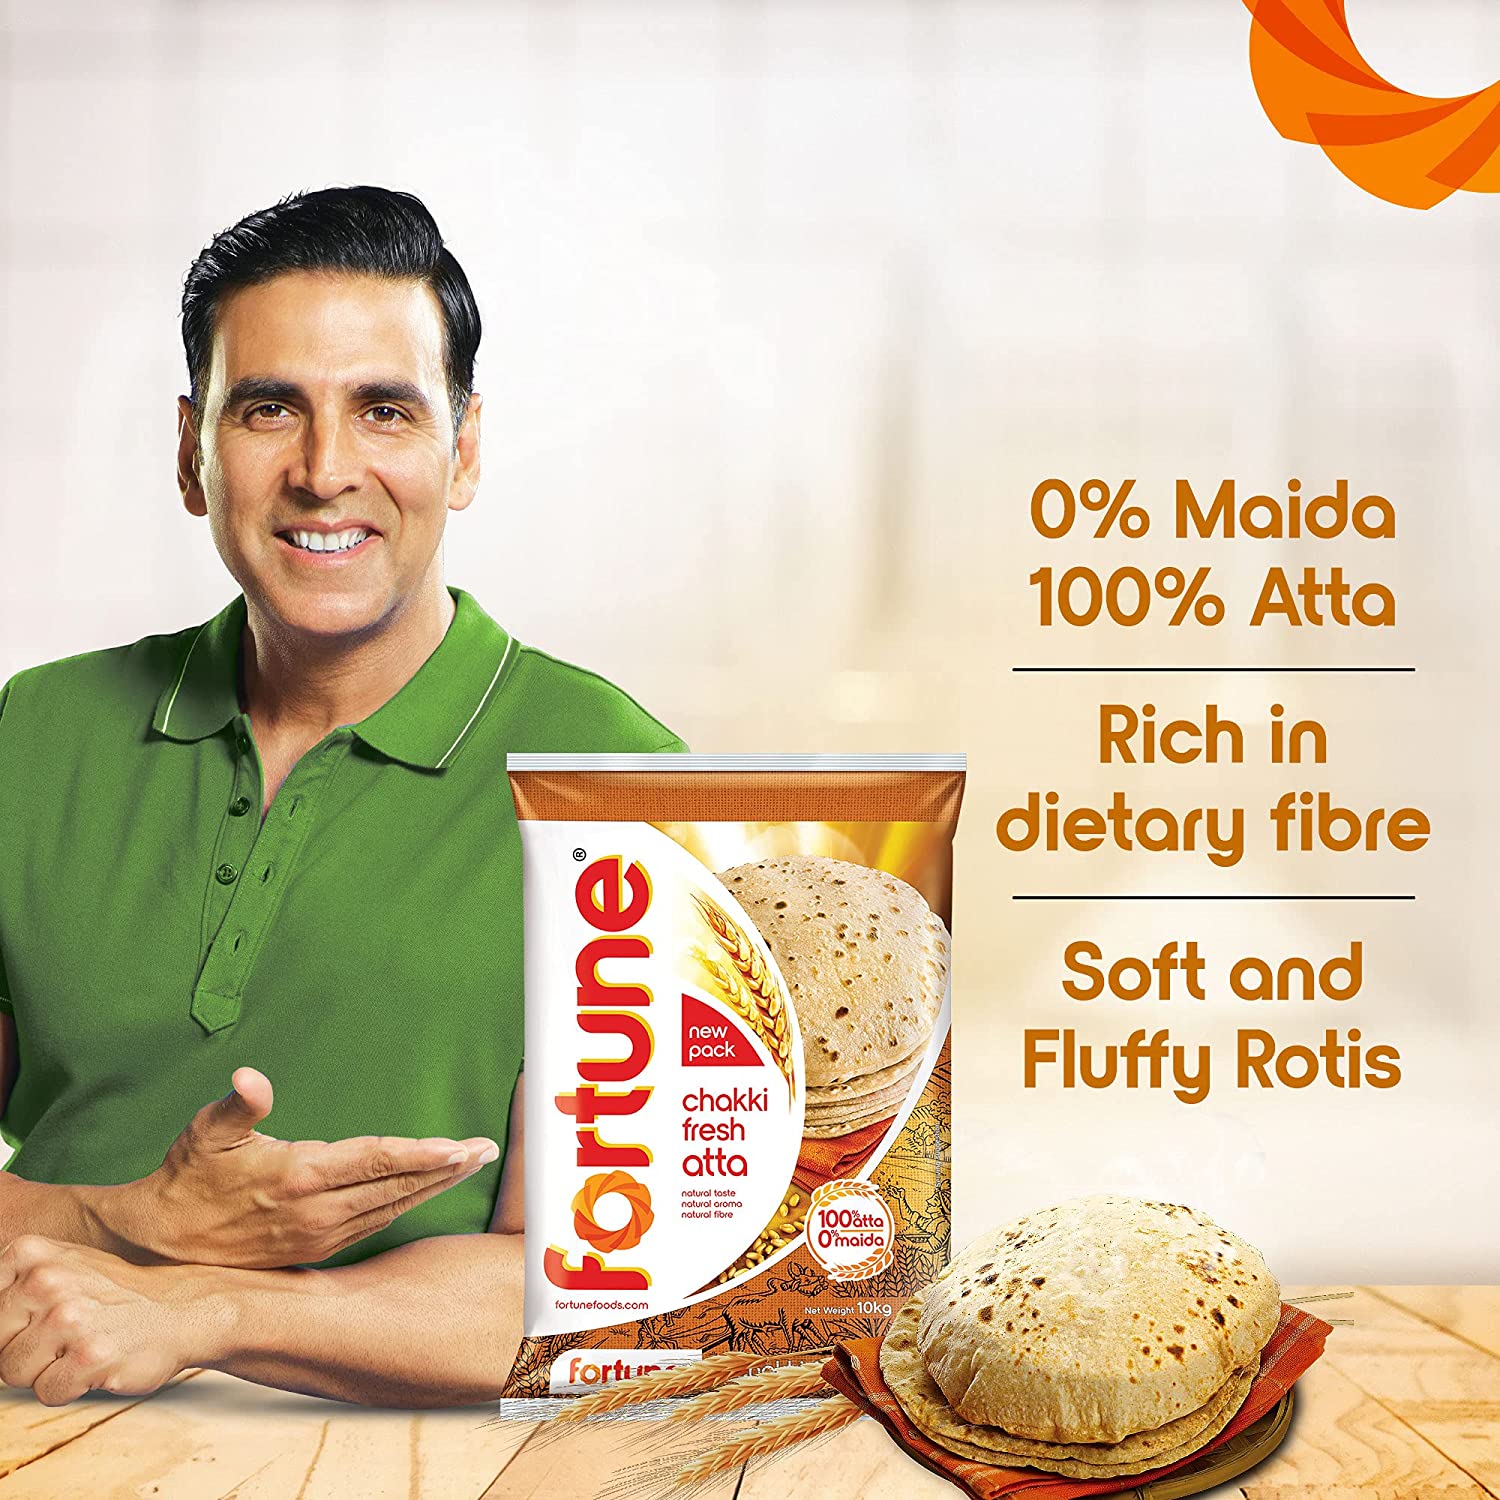 0% Maida
100% Atta
Rich in
dietary fibre
Soft and
Fluffy Rotis
fortune®
new
pack
chakki
fresh
atta
natural taste
natural aroma
natural fibre
100% atta
0% maida
fortunefoods.com
Net Weight 10kg
fortune